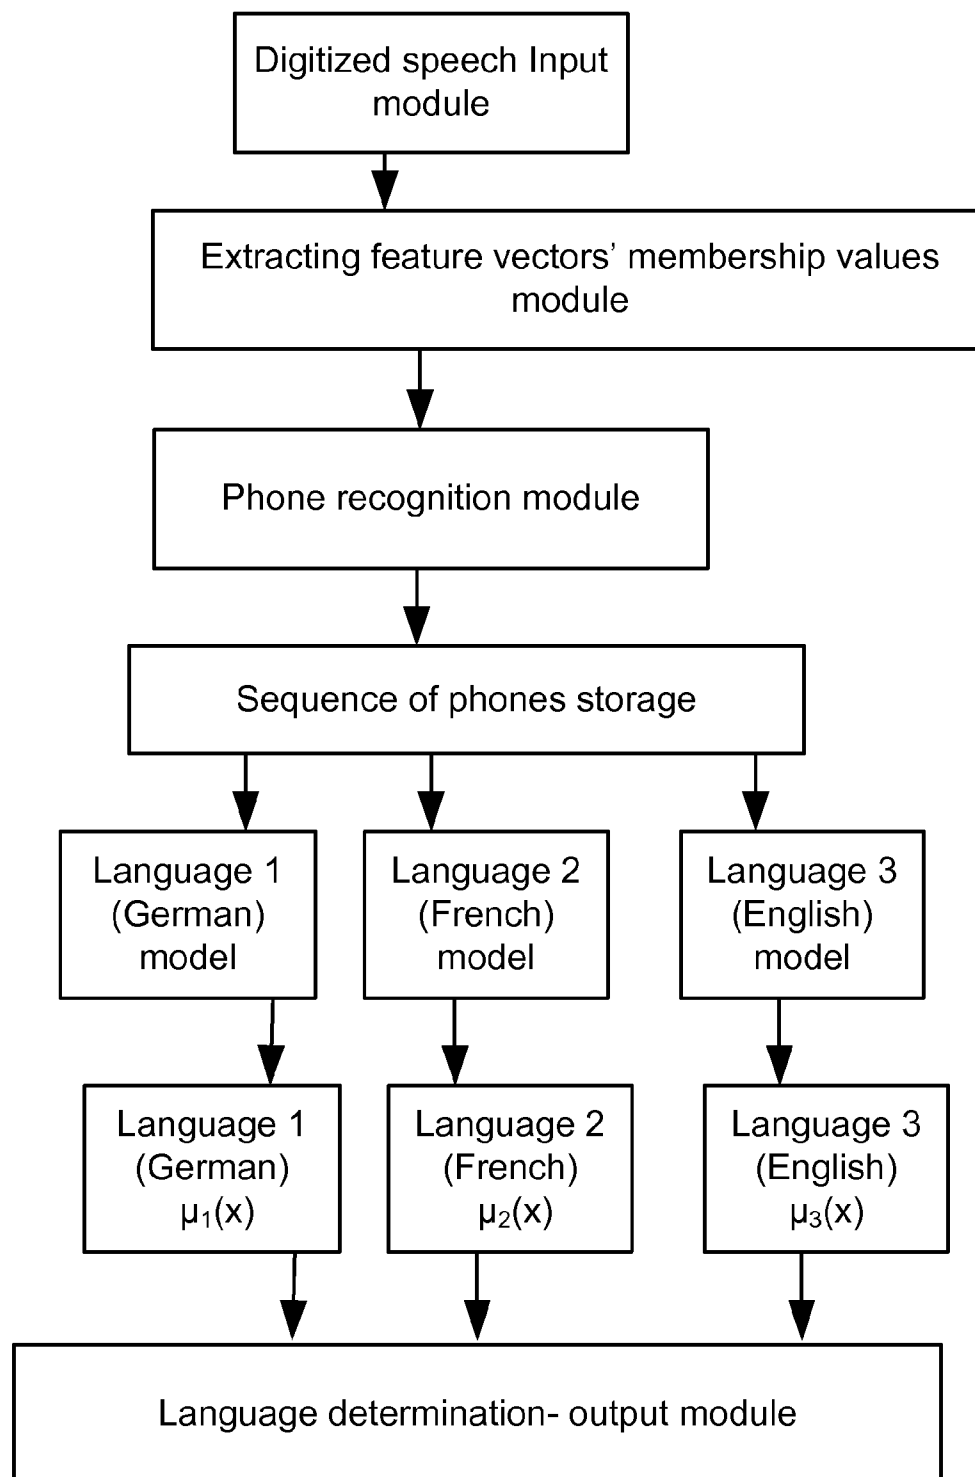 Digitized speech Input
module
Extracting feature vectors’ membership values
module
Phone recognition module
Sequence of phones storage
Language 1
(German)
model
Language 2
(French)
model
Language 3
(English)
model
Language 1
(German)
µ₁(x)
Language 2
(French)
µ₂(x)
Language 3
(English)
µ₃(x)
Language determination- output module